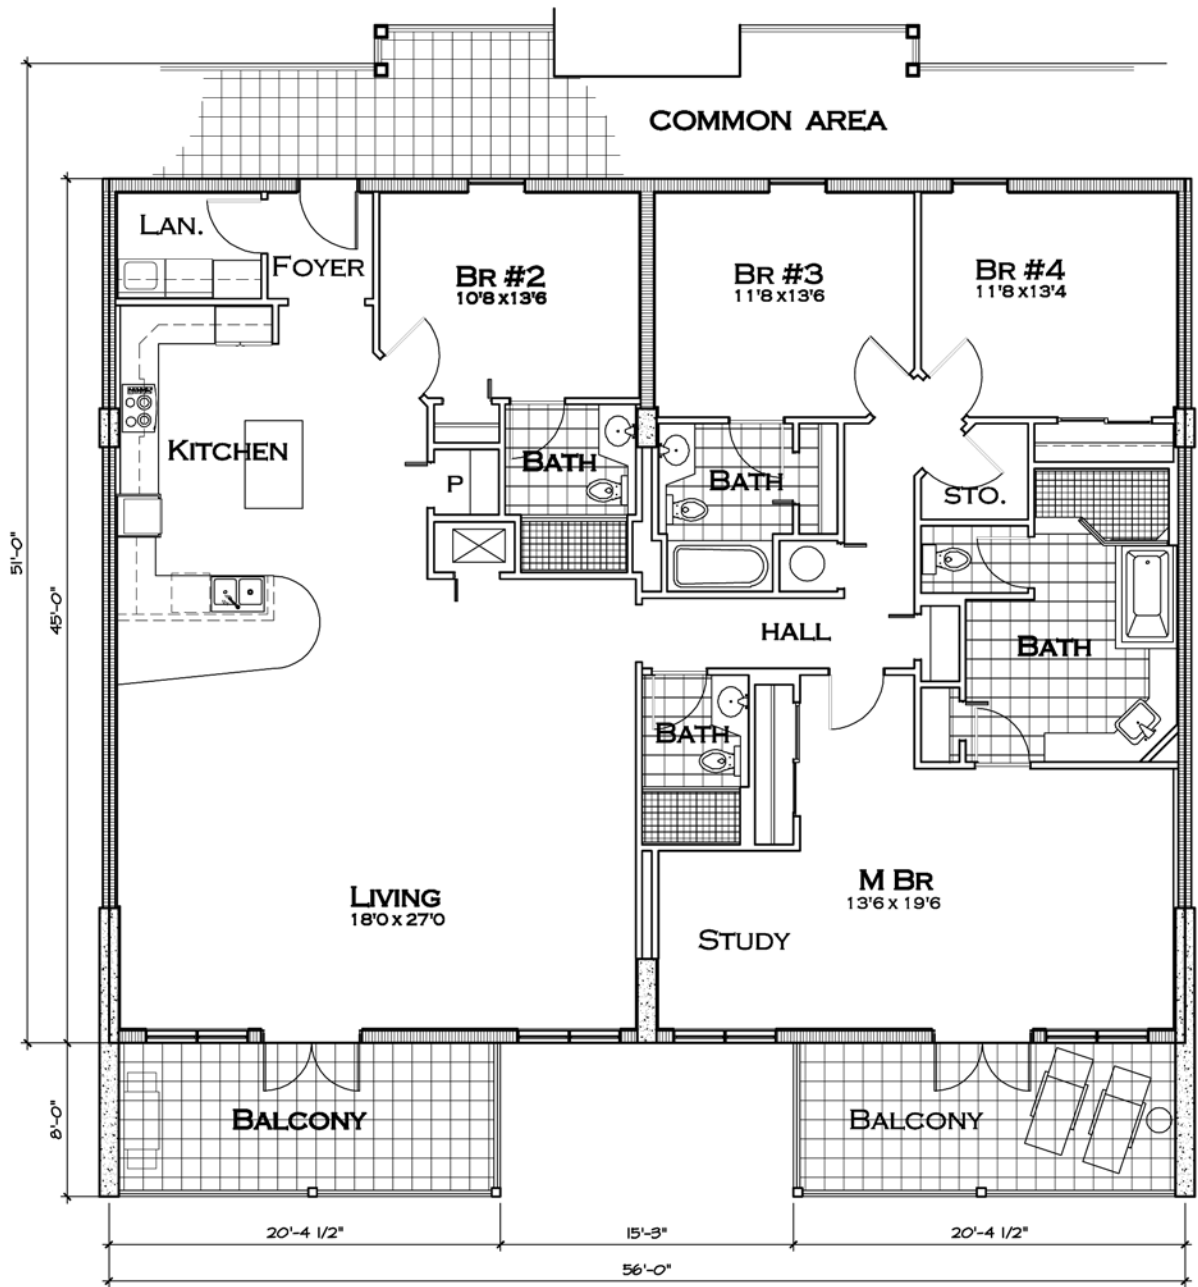 COMMON AREA
LAN.
FOYER
BR #2
10'8 x13'6
BR #3
11'8 x13'6
BR #4
11'8 x13'4
KITCHEN
BATH
P
BATH
STO.
51'-0"
45'-0"
HALL
BATH
BATH
LIVING
18'0 x 27'0
M BR
13'6 x 19'6
STUDY
8'-0"
BALCONY
BALCONY
20'-4 1/2"
15'-3"
20'-4 1/2"
56'-0"